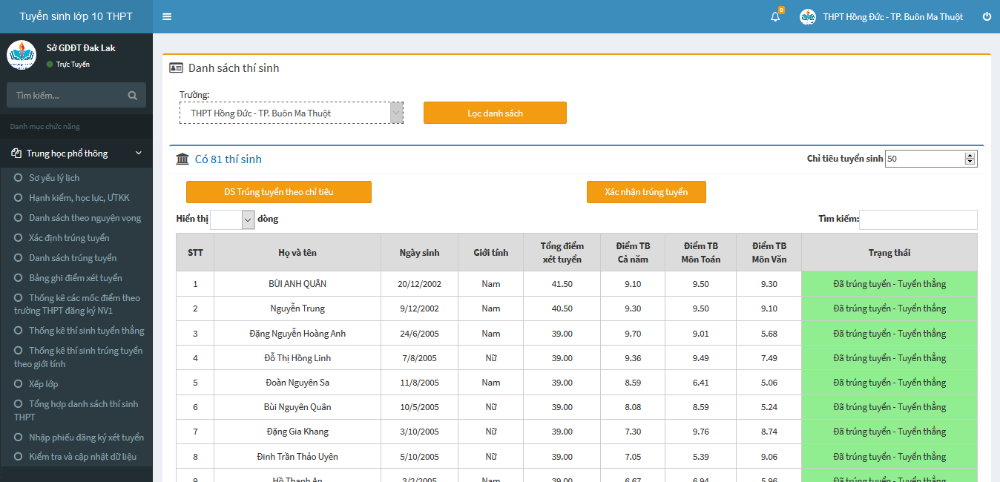 Tuyển sinh lớp 10 THPT
0
THPT Hồng Đức - TP. Buôn Ma Thuột
Sở GDĐT Đak Lak
Trực Tuyến
Tìm kiếm...
Danh mục chức năng
Trung học phổ thông
Sơ yếu lý lịch
Hạnh kiểm, học lực, ƯTKK
Danh sách theo nguyện vọng
Xác định trúng tuyển
Danh sách trúng tuyển
Bảng ghi điểm xét tuyển
Thống kê các mốc điểm theo
trường THPT đăng ký NV1
Thống kê thí sinh tuyển thẳng
Thống kê thí sinh trúng tuyển
theo giới tính
Xếp lớp
Tổng hợp danh sách thí sinh
THPT
Nhập phiếu đăng ký xét tuyển
Kiểm tra và cập nhật dữ liệu
Danh sách thí sinh
Trường:
THPT Hồng Đức - TP. Buôn Ma Thuột
Lọc danh sách
Có 81 thí sinh
Chỉ tiêu tuyển sinh 50
DS Trúng tuyển theo chỉ tiêu
Xác nhận trúng tuyển
Hiển thị dòng
Tìm kiếm:
STT Họ và tên Ngày sinh Giới tính Tổng điểm xét tuyển Điểm TB Cả năm Điểm TB Môn Toán Điểm TB Môn Văn Trạng thái
1 BÙI ANH QUÂN 20/12/2002 Nam 41.50 9.10 9.50 9.30 Đã trúng tuyển - Tuyển thẳng
2 Nguyễn Trung 9/12/2002 Nam 40.50 9.30 9.50 9.10 Đã trúng tuyển - Tuyển thẳng
3 Đặng Nguyễn Hoàng Anh 24/6/2005 Nam 39.00 9.70 9.01 5.68 Đã trúng tuyển - Tuyển thẳng
4 Đỗ Thị Hồng Linh 7/8/2005 Nữ 39.00 9.36 9.49 7.49 Đã trúng tuyển - Tuyển thẳng
5 Đoàn Nguyên Sa 11/8/2005 Nam 39.00 8.59 6.41 5.06 Đã trúng tuyển - Tuyển thẳng
6 Bùi Nguyên Quân 10/5/2005 Nữ 39.00 8.08 8.59 5.24 Đã trúng tuyển - Tuyển thẳng
7 Đặng Gia Khang 3/10/2005 Nữ 39.00 7.30 9.76 8.74 Đã trúng tuyển - Tuyển thẳng
8 Đinh Trần Thảo Uyên 5/10/2005 Nữ 39.00 7.05 5.39 9.06 Đã trúng tuyển - Tuyển thẳng
9 Hồ Thanh An 3/2/2005 Nam 39.00 6.67 6.94 5.96 Đã trúng tuyển - Tuyển thẳng